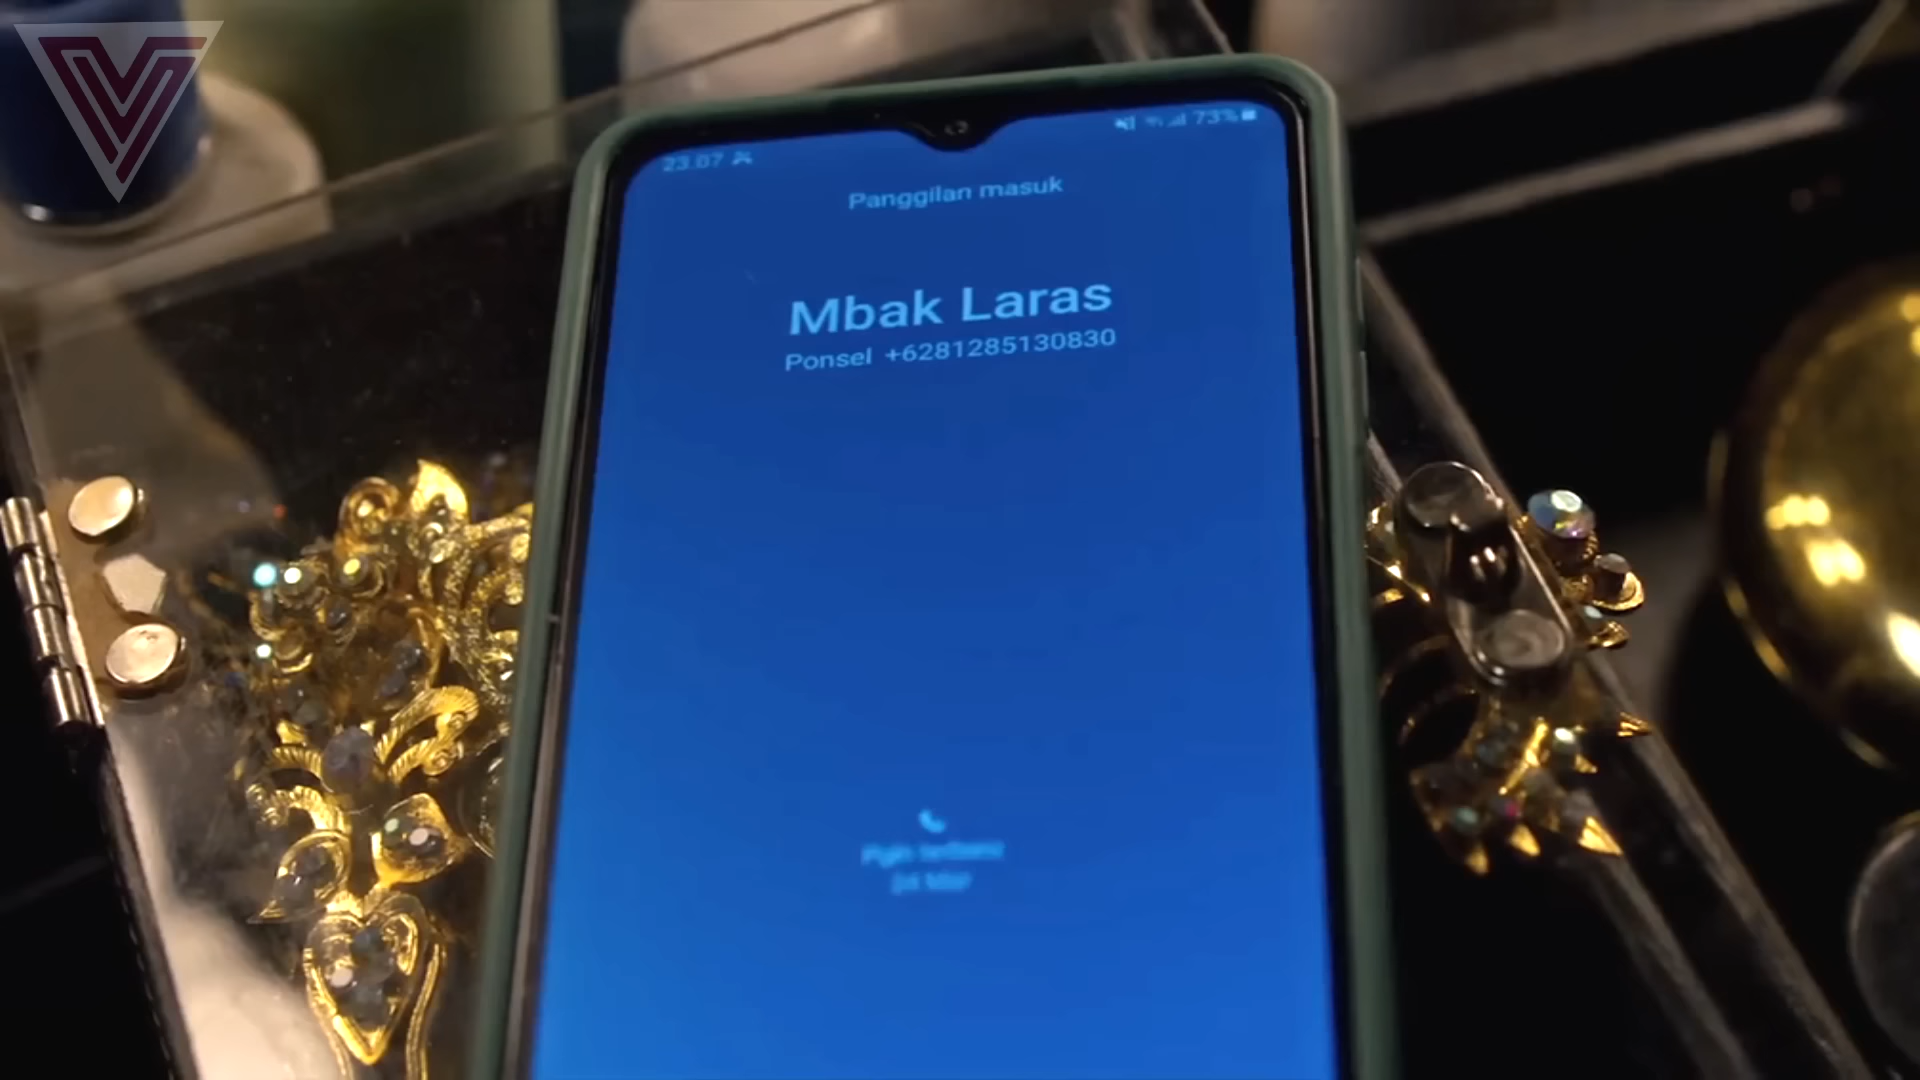 23.07
73%
Panggilan masuk
Mbak Laras
Ponsel +6281285130830